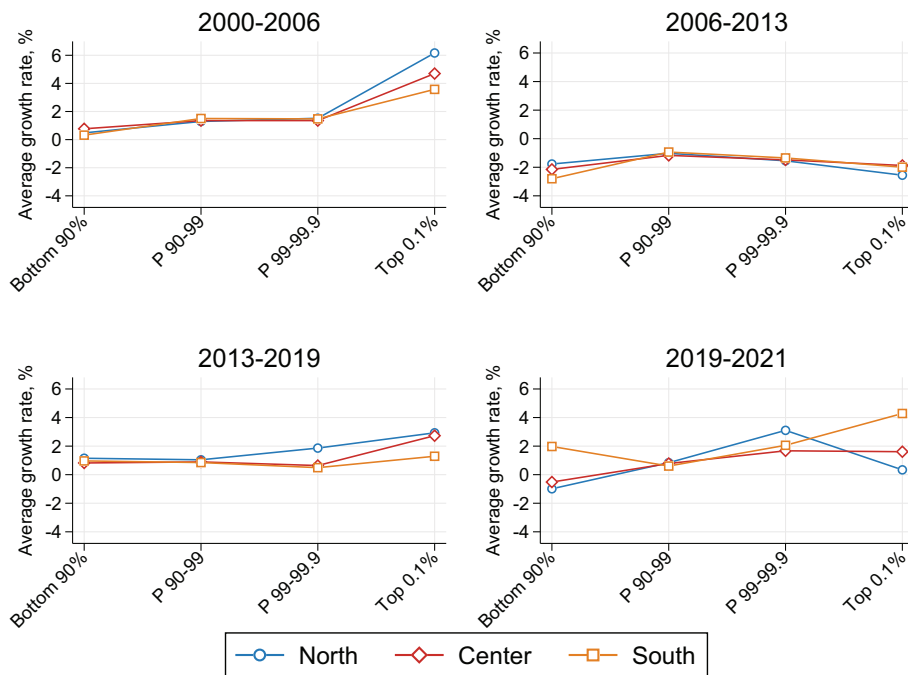 2000-2006
Average growth rate, %
6
4
2
0
-2
-4
Bottom 90%
P 90-99
P 99-99.9
Top 0.1%
2006-2013
Average growth rate, %
6
4
2
0
-2
-4
Bottom 90%
P 90-99
P 99-99.9
Top 0.1%
2013-2019
Average growth rate, %
6
4
2
0
-2
-4
Bottom 90%
P 90-99
P 99-99.9
Top 0.1%
2019-2021
Average growth rate, %
6
4
2
0
-2
-4
Bottom 90%
P 90-99
P 99-99.9
Top 0.1%
North Center South